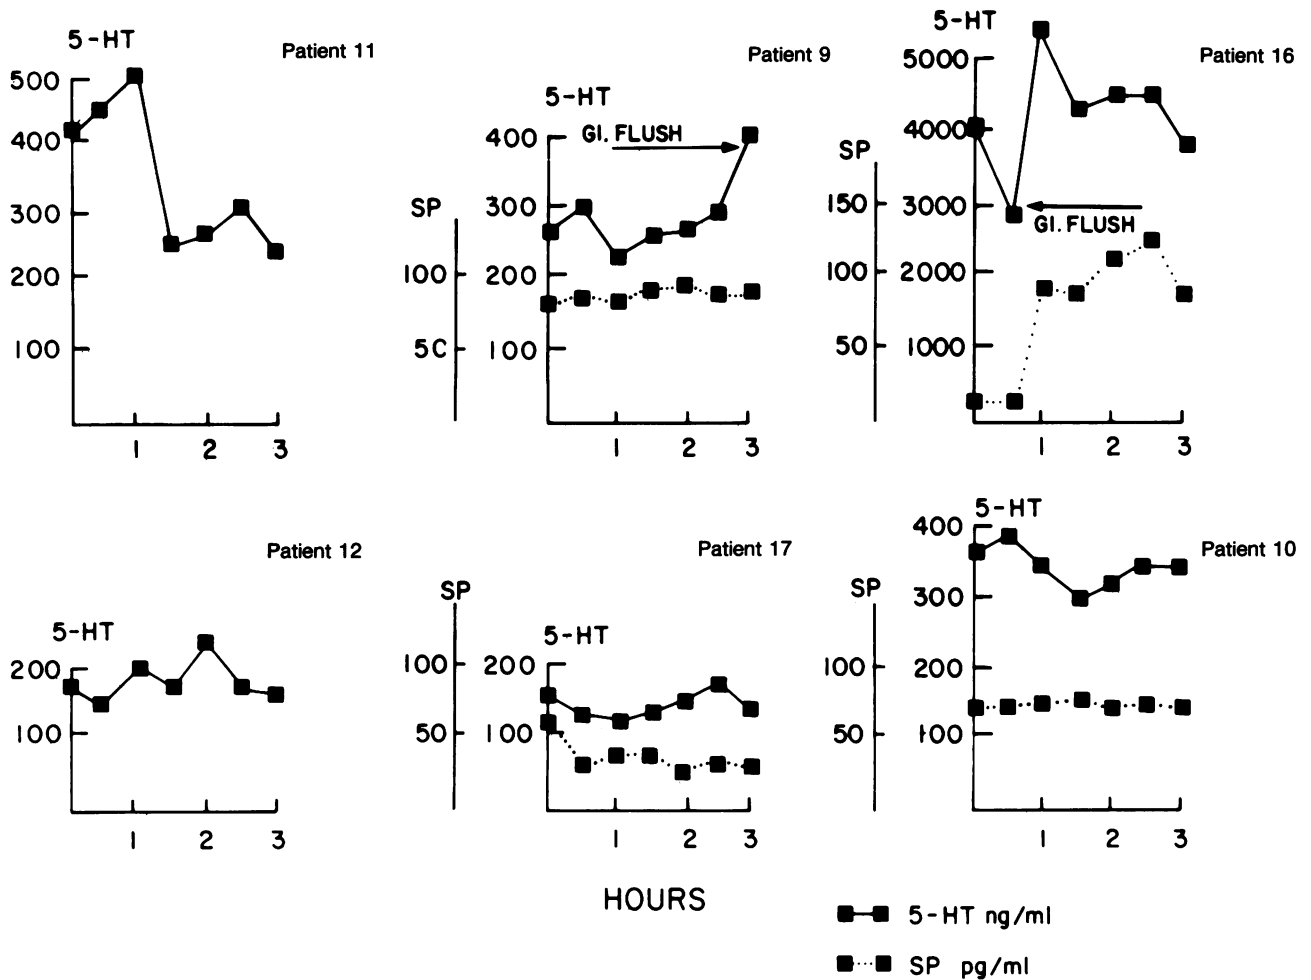 5-HT
Patient 11
500
400
300
200
100
1 2 3
Patient 9
5-HT
400
GI. FLUSH
300
200
100
SP
100
50
1 2 3
5-HT
Patient 16
5000
4000
3000
GI. FLUSH
2000
1000
SP
150
100
50
1 2 3
Patient 12
5-HT
200
100
1 2 3
Patient 17
SP
100
50
5-HT
200
100
1 2 3
5-HT
Patient 10
400
300
200
100
SP
100
50
1 2 3
HOURS
5-HT ng/ml
SP pg/ml